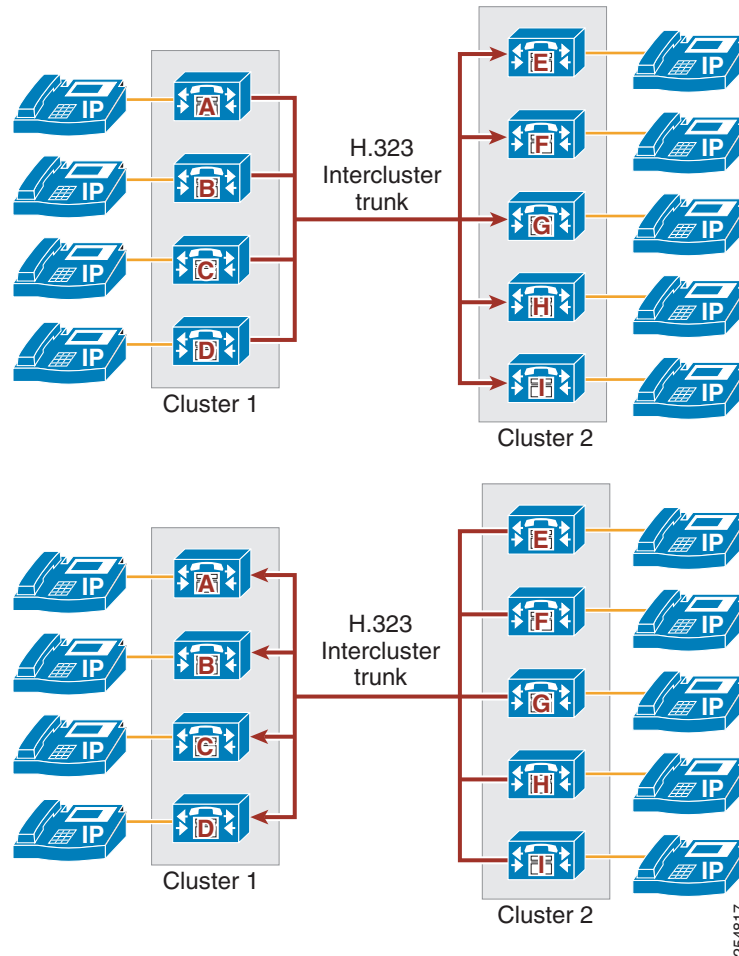 IP A E IP
IP B H.323 F IP
Intercluster
trunk
IP C G IP
IP D H IP
Cluster 1 I IP
Cluster 2
IP A E IP
IP B H.323 F IP
Intercluster
trunk
IP C G IP
IP D H IP
Cluster 1 I IP
Cluster 2
254817